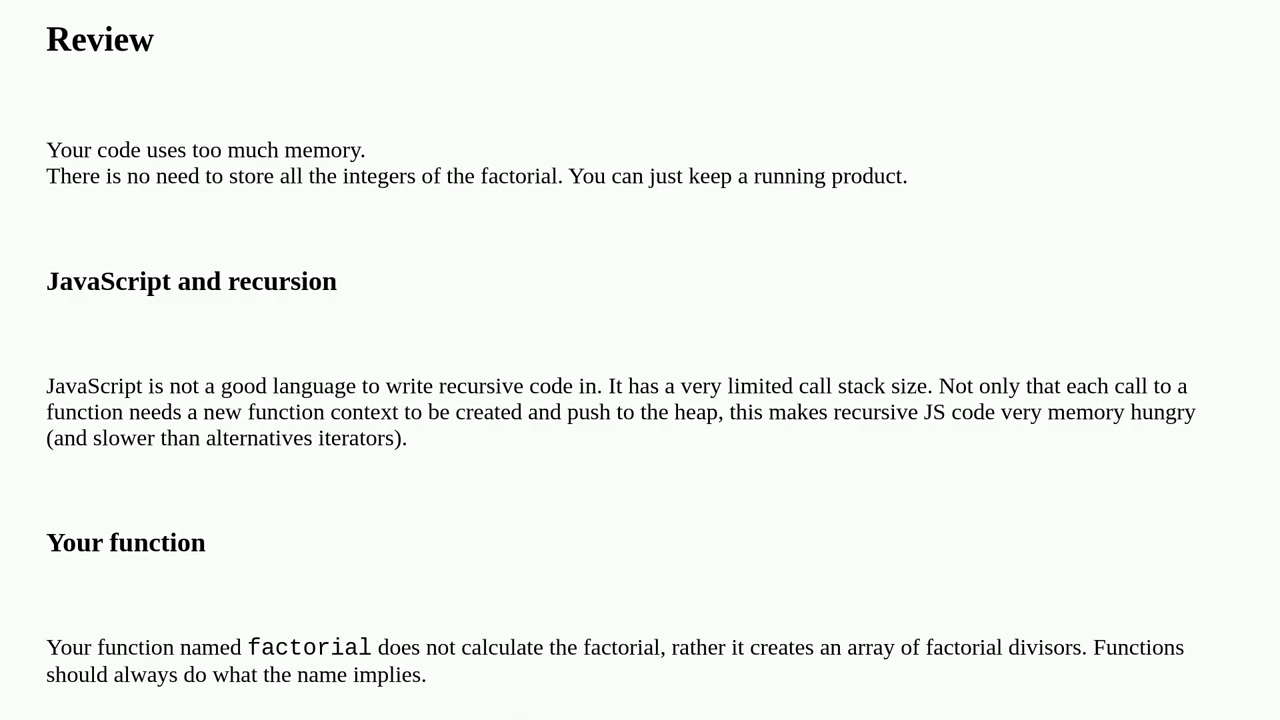 Review
Your code uses too much memory.
There is no need to store all the integers of the factorial. You can just keep a running product.
JavaScript and recursion
JavaScript is not a good language to write recursive code in. It has a very limited call stack size. Not only that each call to a
function needs a new function context to be created and push to the heap, this makes recursive JS code very memory hungry
(and slower than alternatives iterators).
Your function
Your function named factorial does not calculate the factorial, rather it creates an array of factorial divisors. Functions
should always do what the name implies.